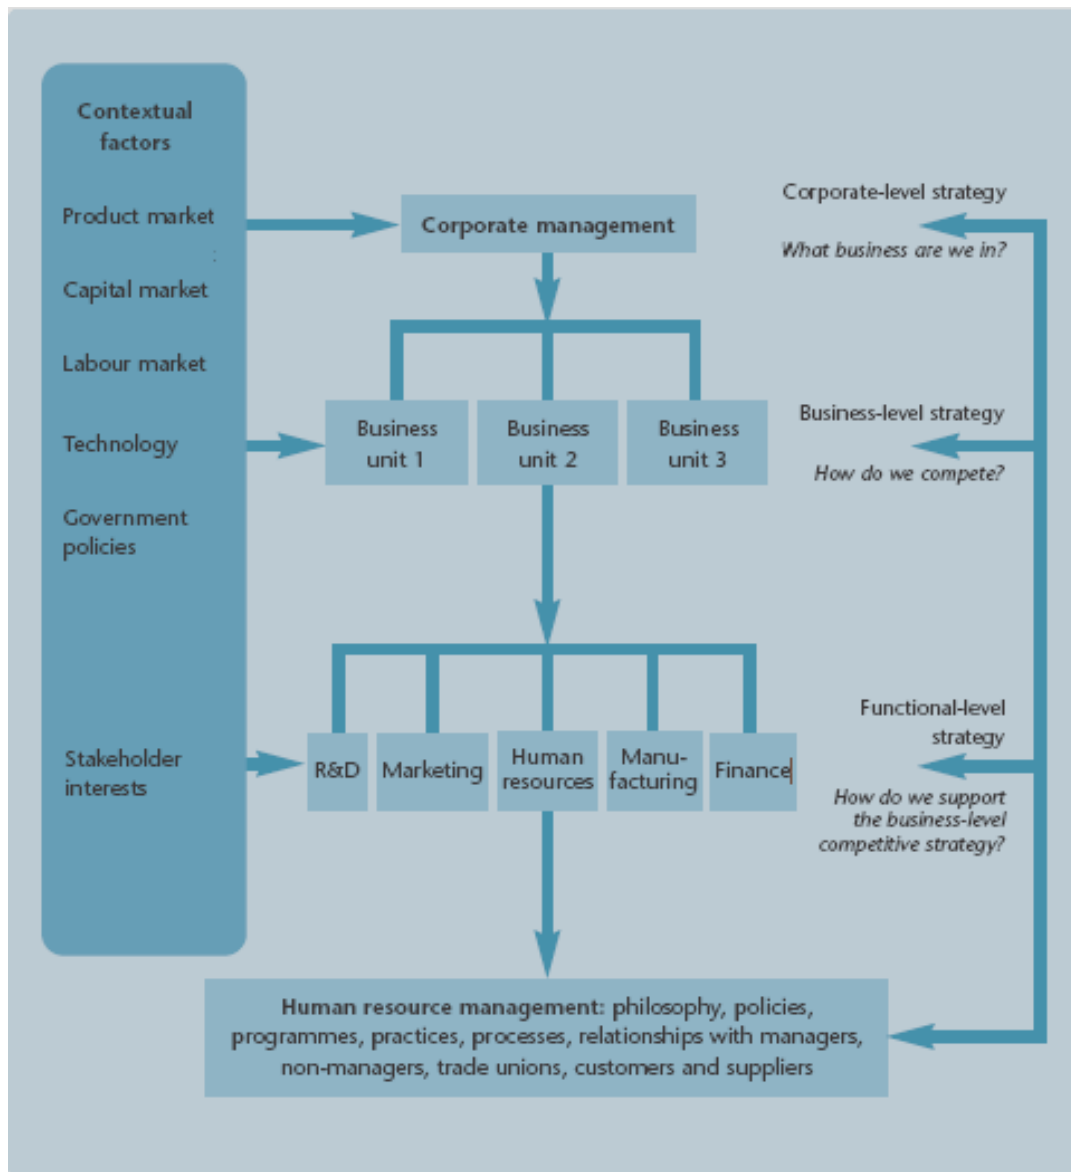 Contextual
factors
Product market
Capital market
Labour market
Technology
Government
policies
Stakeholder
interests
Corporate management
Business
unit 1
Business
unit 2
Business
unit 3
R&D
Marketing
Human
resources
Manu-
facturing
Finance
Human resource management: philosophy, policies,
programmes, practices, processes, relationships with managers,
non-managers, trade unions, customers and suppliers
Corporate-level strategy
What business are we in?
Business-level strategy
How do we compete?
Functional-level
strategy
How do we support
the business-level
competitive strategy?